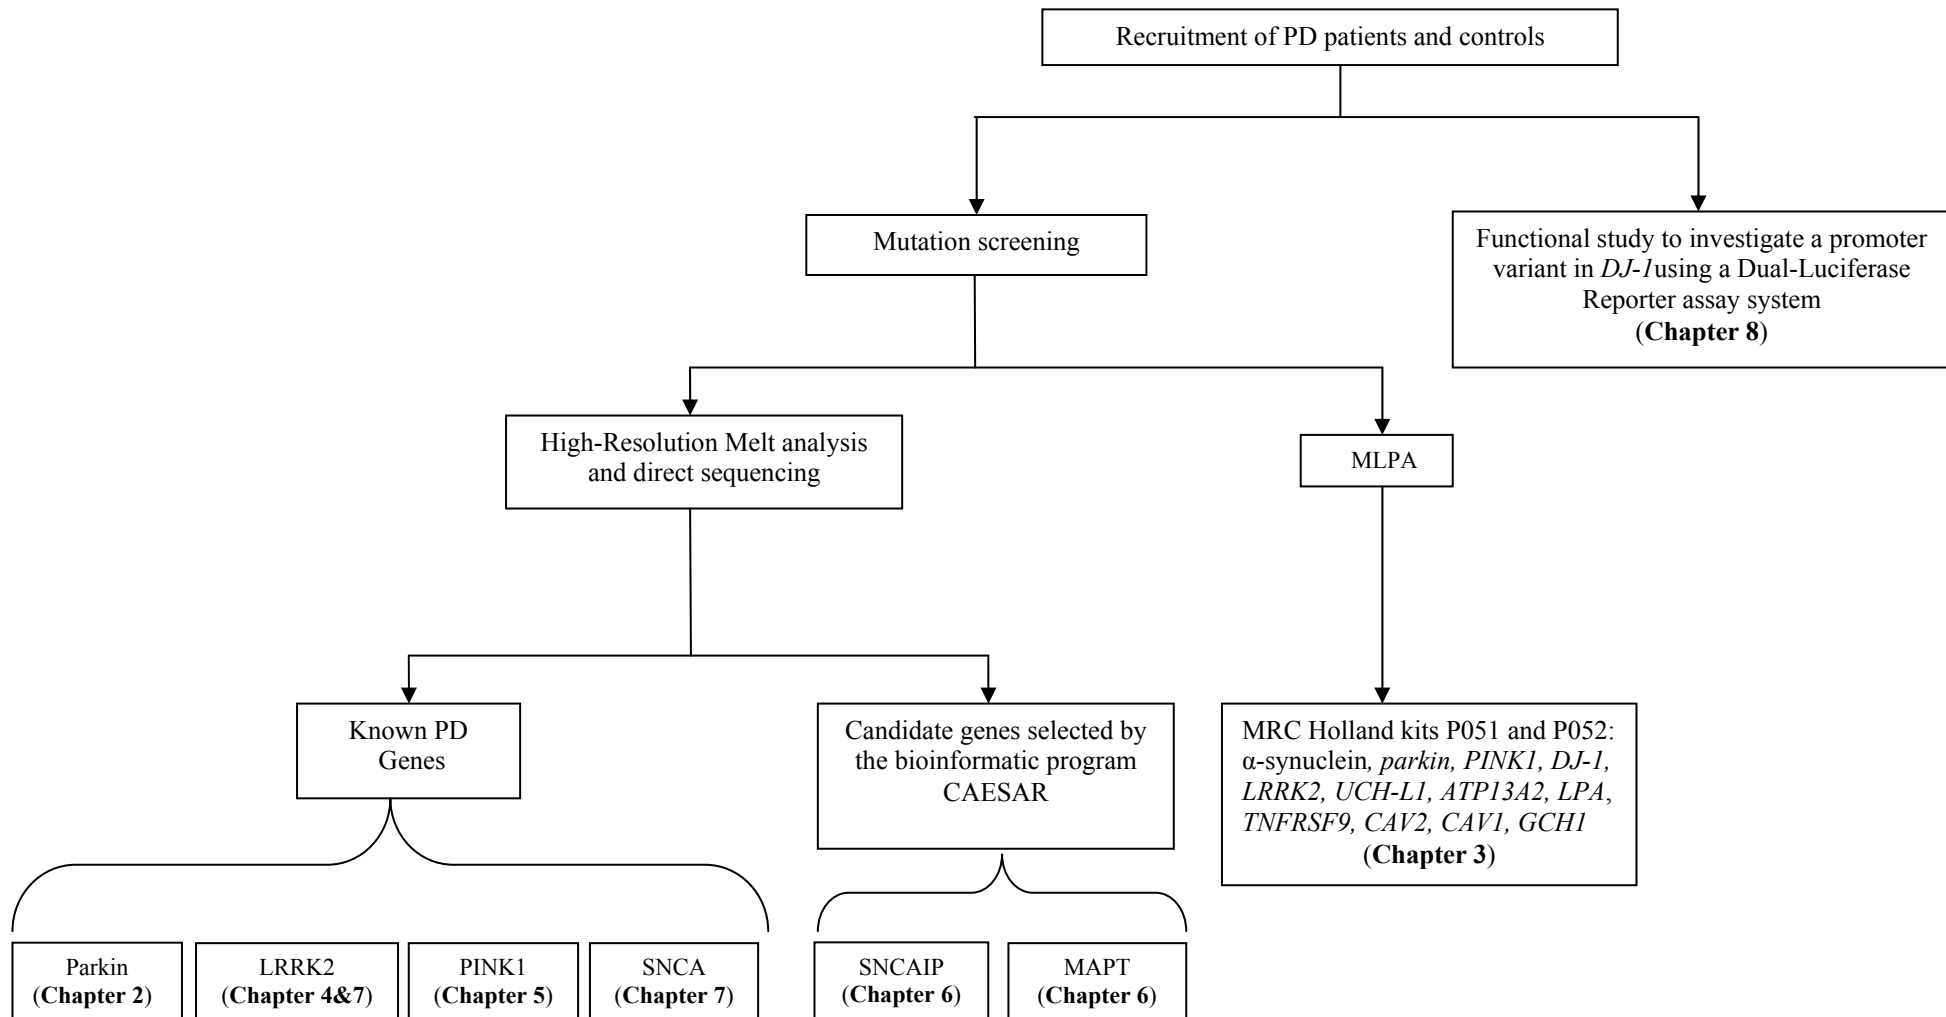 Recruitment of PD patients and controls
Mutation screening
Functional study to investigate a promoter
variant in DJ-1using a Dual-Luciferase
Reporter assay system
(Chapter 8)
High-Resolution Melt analysis
and direct sequencing
MLPA
Known PD
Genes
Candidate genes selected by
the bioinformatic program
CAESAR
MRC Holland kits P051 and P052:
α-synuclein, parkin, PINK1, DJ-1,
LRRK2, UCH-L1, ATP13A2, LPA,
TNFRSF9, CAV2, CAV1, GCH1
(Chapter 3)
Parkin
(Chapter 2)
LRRK2
(Chapter 4&7)
PINK1
(Chapter 5)
SNCA
(Chapter 7)
SNCAIP
(Chapter 6)
MAPT
(Chapter 6)